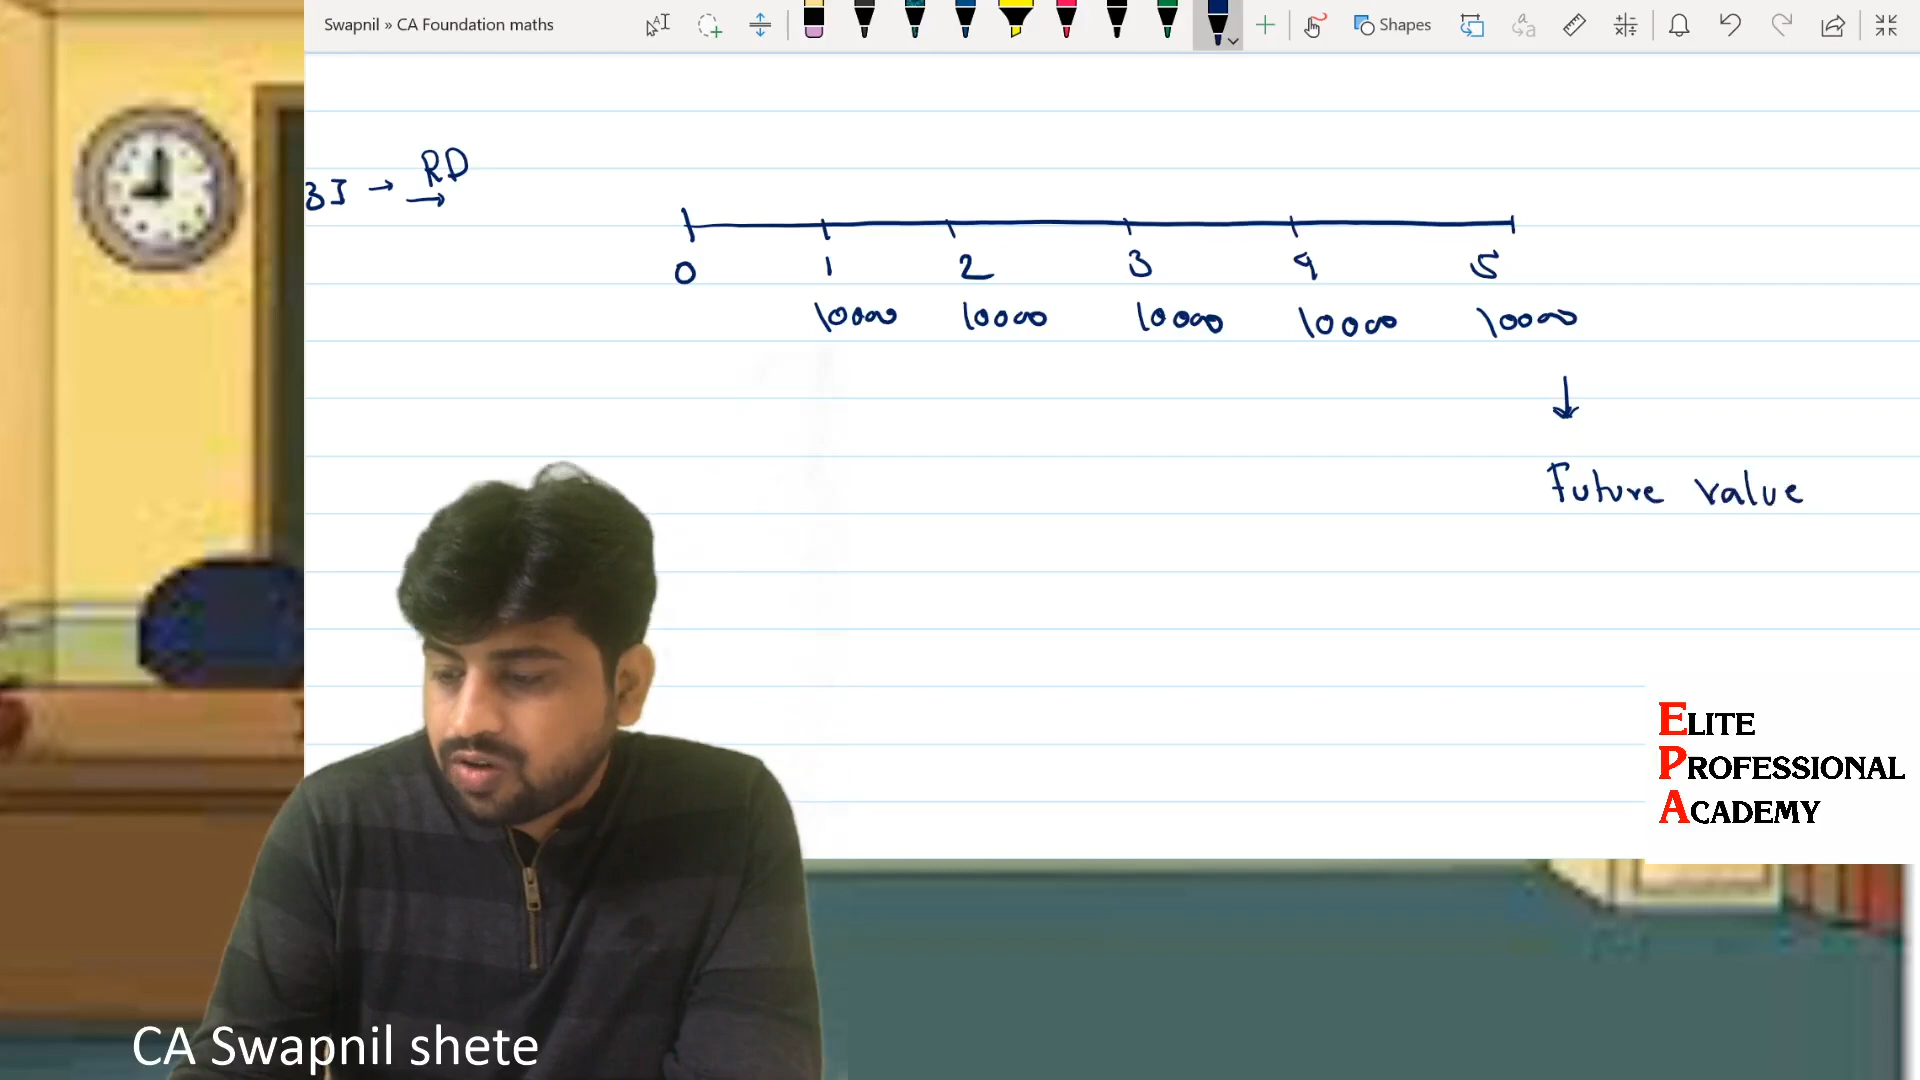 Swapnil » CA Foundation maths
Shapes
BI → RD
0 1 2 3 4 5
10000 10000 10000 10000 10000
Future value
ELITE
PROFESSIONAL
ACADEMY
CA Swapnil shete